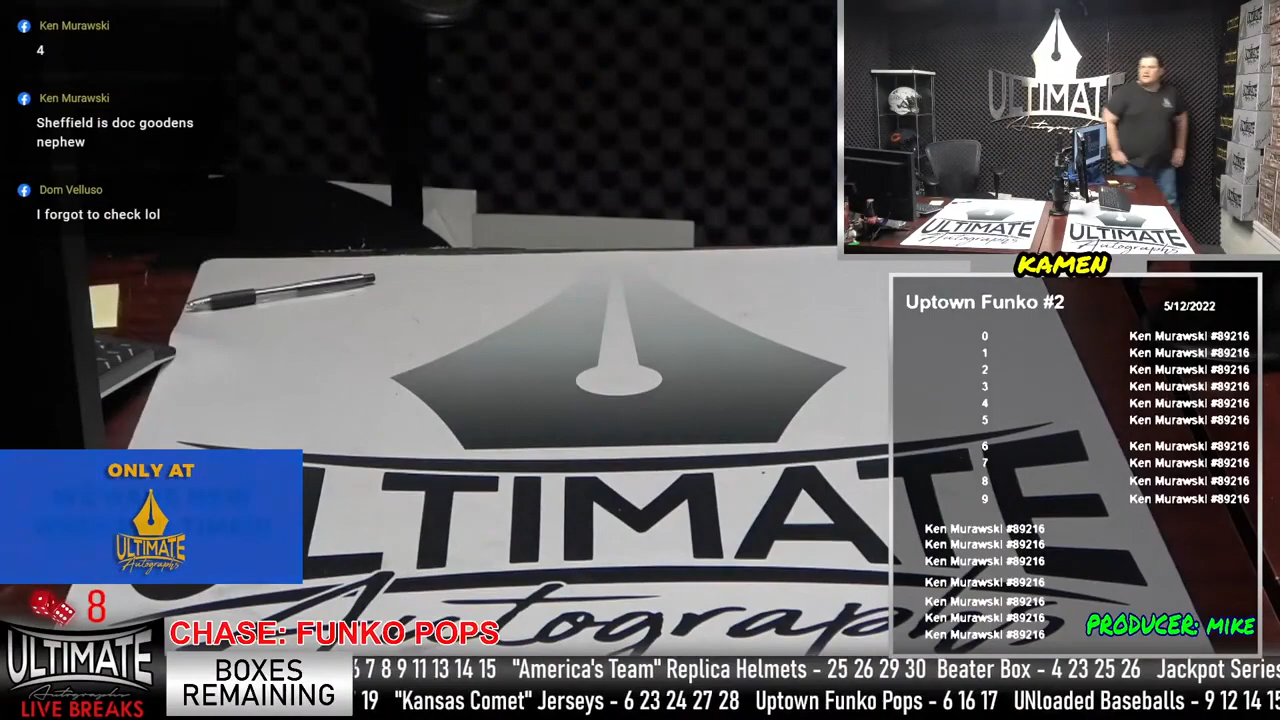 Ken Murawski
4
Ken Murawski
Sheffield is doc goodens
nephew
Dom Velluso
I forgot to check lol
ULTIMATE
Autographs
ULTIMATE
Autographs
ULTIMATE
Autographs
KAMEN
Uptown Funko #2
5/12/2022
0 Ken Murawski #89216
1 Ken Murawski #89216
2 Ken Murawski #89216
3 Ken Murawski #89216
4 Ken Murawski #89216
5 Ken Murawski #89216
6 Ken Murawski #89216
7 Ken Murawski #89216
8 Ken Murawski #89216
9 Ken Murawski #89216
Ken Murawski #89216
Ken Murawski #89216
Ken Murawski #89216
Ken Murawski #89216
Ken Murawski #89216
Ken Murawski #89216
Ken Murawski #89216
PRODUCER: MIKE
ONLY AT
ULTIMATE
Autographs
ULTIMATE
Autographs
8
CHASE: FUNKO POPS
ULTIMATE
Autographs
LIVE BREAKS
BOXES
REMAINING
7 8 9 11 13 14 15 "America's Team" Replica Helmets - 25 26 29 30 Beater Box - 4 23 25 26 Jackpot Series
19 "Kansas Comet" Jerseys - 6 23 24 27 28 Uptown Funko Pops - 6 16 17 UNloaded Baseballs - 9 12 14 15